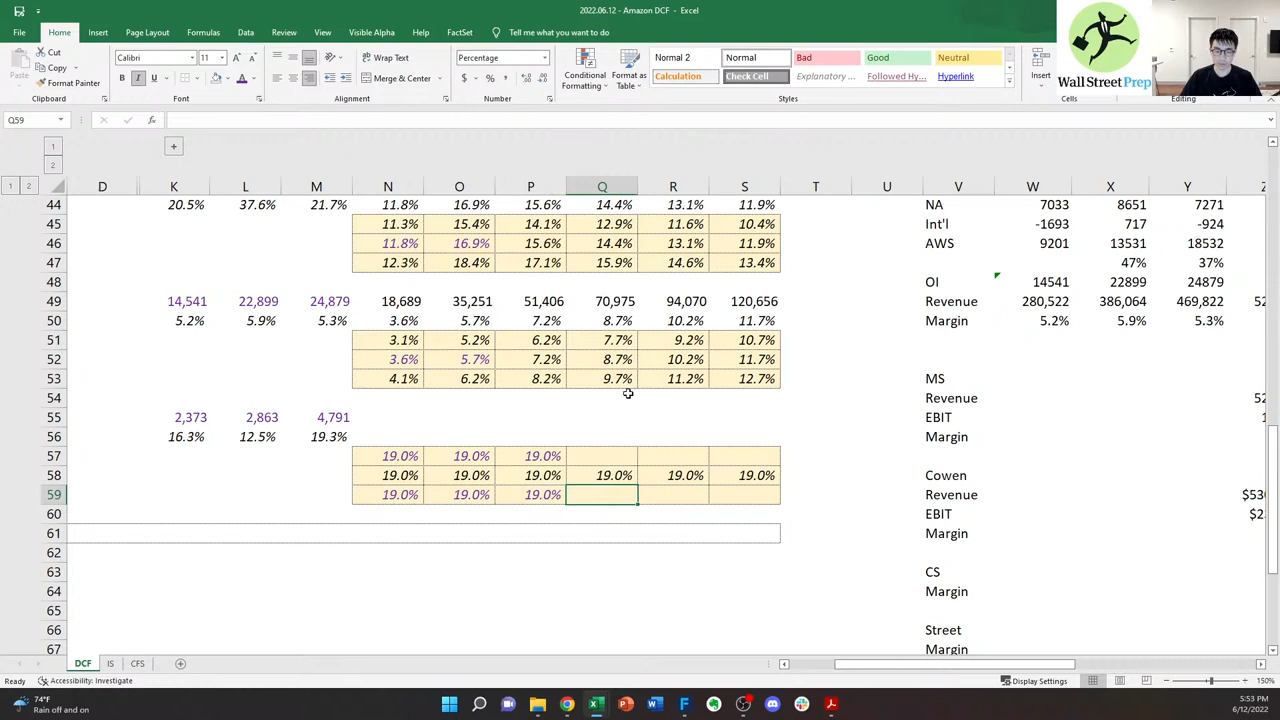 2022.06.12 - Amazon DCF - Excel
File Home Insert Page Layout Formulas Data Review View Visible Alpha Help FactSet Tell me what you want to do
Cut
Copy
Format Painter
Paste
Clipboard
Calibri 11
B I U
Font
Wrap Text
Merge & Center
Alignment
Percentage
Number
Conditional Formatting
Format as Table
Normal 2 Normal Bad Good Neutral
Calculation Check Cell Explanatory ... Followed Hy... Hyperlink
Styles
Insert
Cells
Editing
Wall Street Prep
Q59 fx
1
2
1 2 D K L M N O P Q R S T U V W X Y Z
44 20.5% 37.6% 21.7% 11.8% 16.9% 15.6% 14.4% 13.1% 11.9% NA 7033 8651 7271
45 11.3% 15.4% 14.1% 12.9% 11.6% 10.4% Int'l -1693 717 -924
46 11.8% 16.9% 15.6% 14.4% 13.1% 11.9% AWS 9201 13531 18532
47 12.3% 18.4% 17.1% 15.9% 14.6% 13.4% 47% 37%
48 OI 14541 22899 24879
49 14,541 22,899 24,879 18,689 35,251 51,406 70,975 94,070 120,656 Revenue 280,522 386,064 469,822 52
50 5.2% 5.9% 5.3% 3.6% 5.7% 7.2% 8.7% 10.2% 11.7% Margin 5.2% 5.9% 5.3%
51 3.1% 5.2% 6.2% 7.7% 9.2% 10.7%
52 3.6% 5.7% 7.2% 8.7% 10.2% 11.7%
53 4.1% 6.2% 8.2% 9.7% 11.2% 12.7% MS
54 Revenue 52
55 2,373 2,863 4,791 EBIT 1
56 16.3% 12.5% 19.3% Margin
57 19.0% 19.0% 19.0%
58 19.0% 19.0% 19.0% 19.0% 19.0% 19.0% Cowen
59 19.0% 19.0% 19.0% Revenue $530
60 EBIT $2
61 Margin
62
63 CS
64 Margin
65
66 Street
67 Margin
DCF IS CFS
Ready Accessibility: Investigate Display Settings 150%
74°F
Rain off and on
5:53 PM
6/12/2022